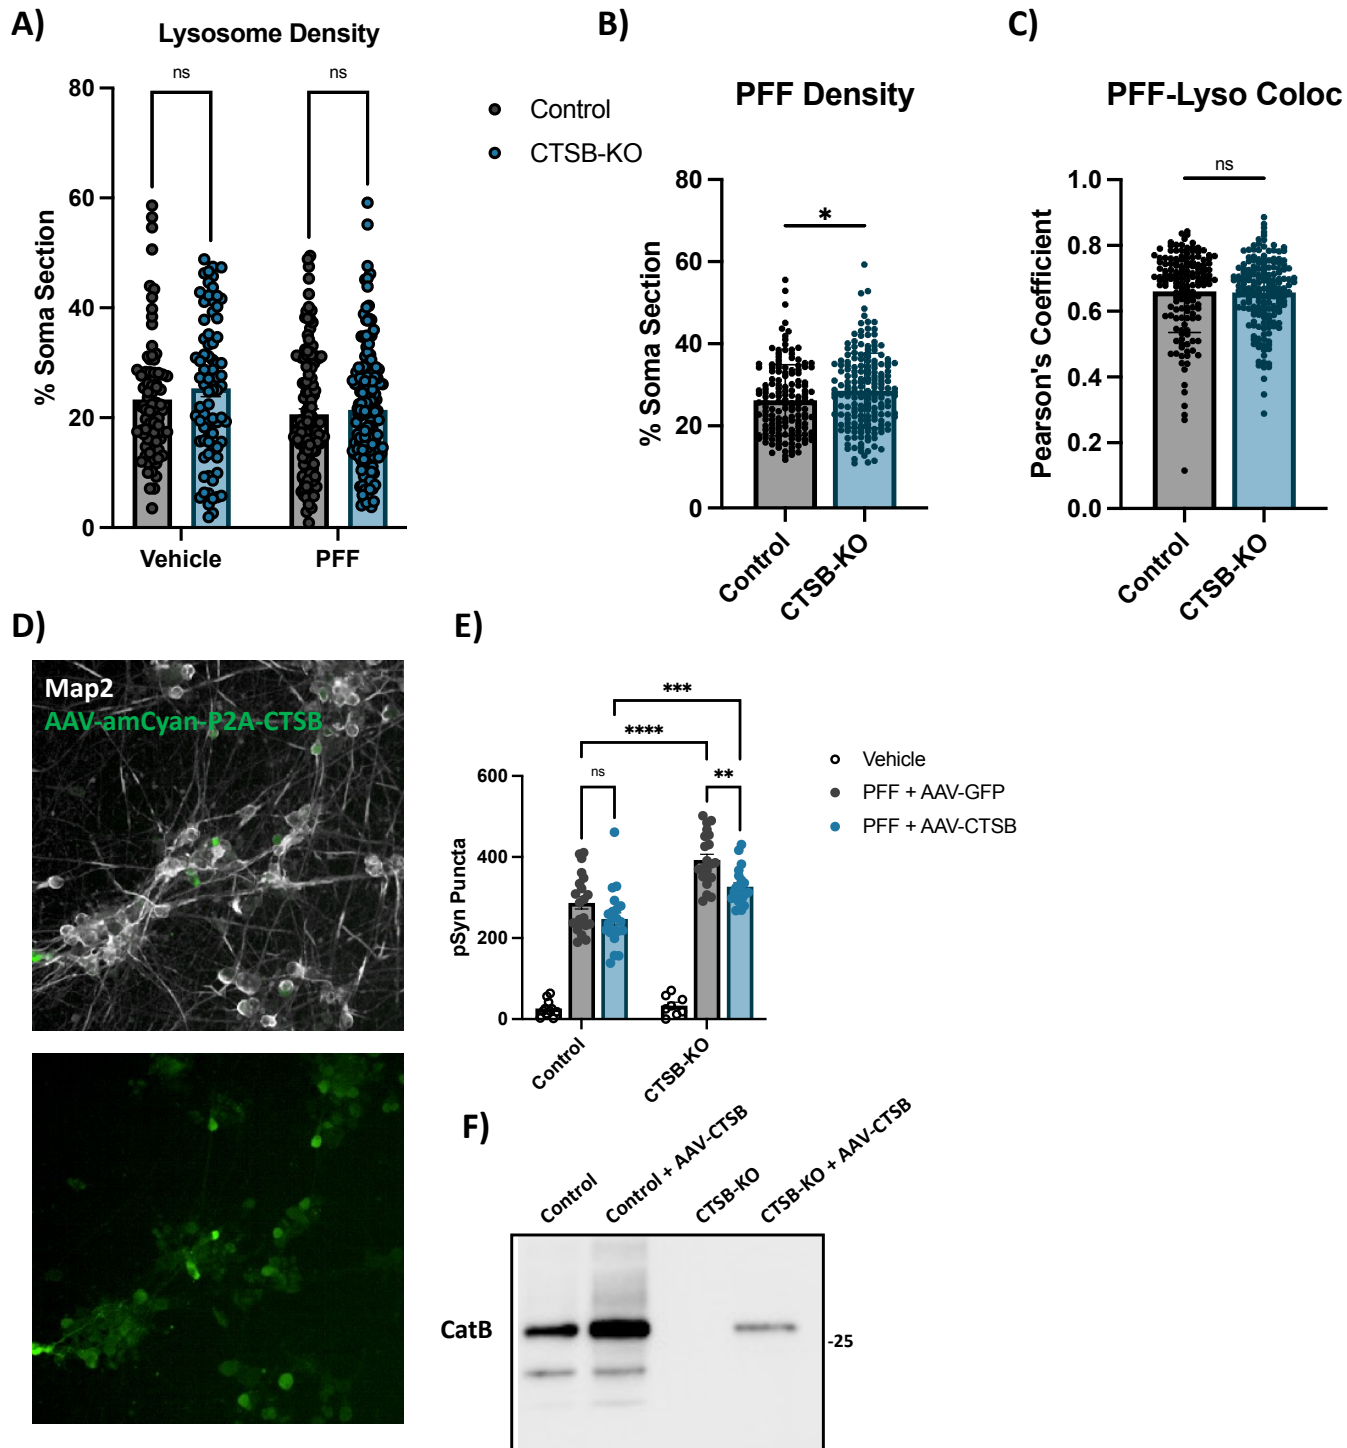 A)
Lysosome Density
ns
ns
80
60
40
20
0
% Soma Section
Vehicle
PFF
Control
CTSB-KO
B)
PFF Density
*
80
60
40
20
0
% Soma Section
Control
CTSB-KO
C)
PFF-Lyso Coloc
ns
1.0
0.8
0.6
0.4
0.2
0.0
Pearson's Coefficient
Control
CTSB-KO
D)
Map2
AAV-amCyan-P2A-CTSB
E)
***
****
ns
**
600
400
200
0
pSyn Puncta
Control
CTSB-KO
Vehicle
PFF + AAV-GFP
PFF + AAV-CTSB
F)
Control
Control + AAV-CTSB
CTSB-KO
CTSB-KO + AAV-CTSB
CatB
-25